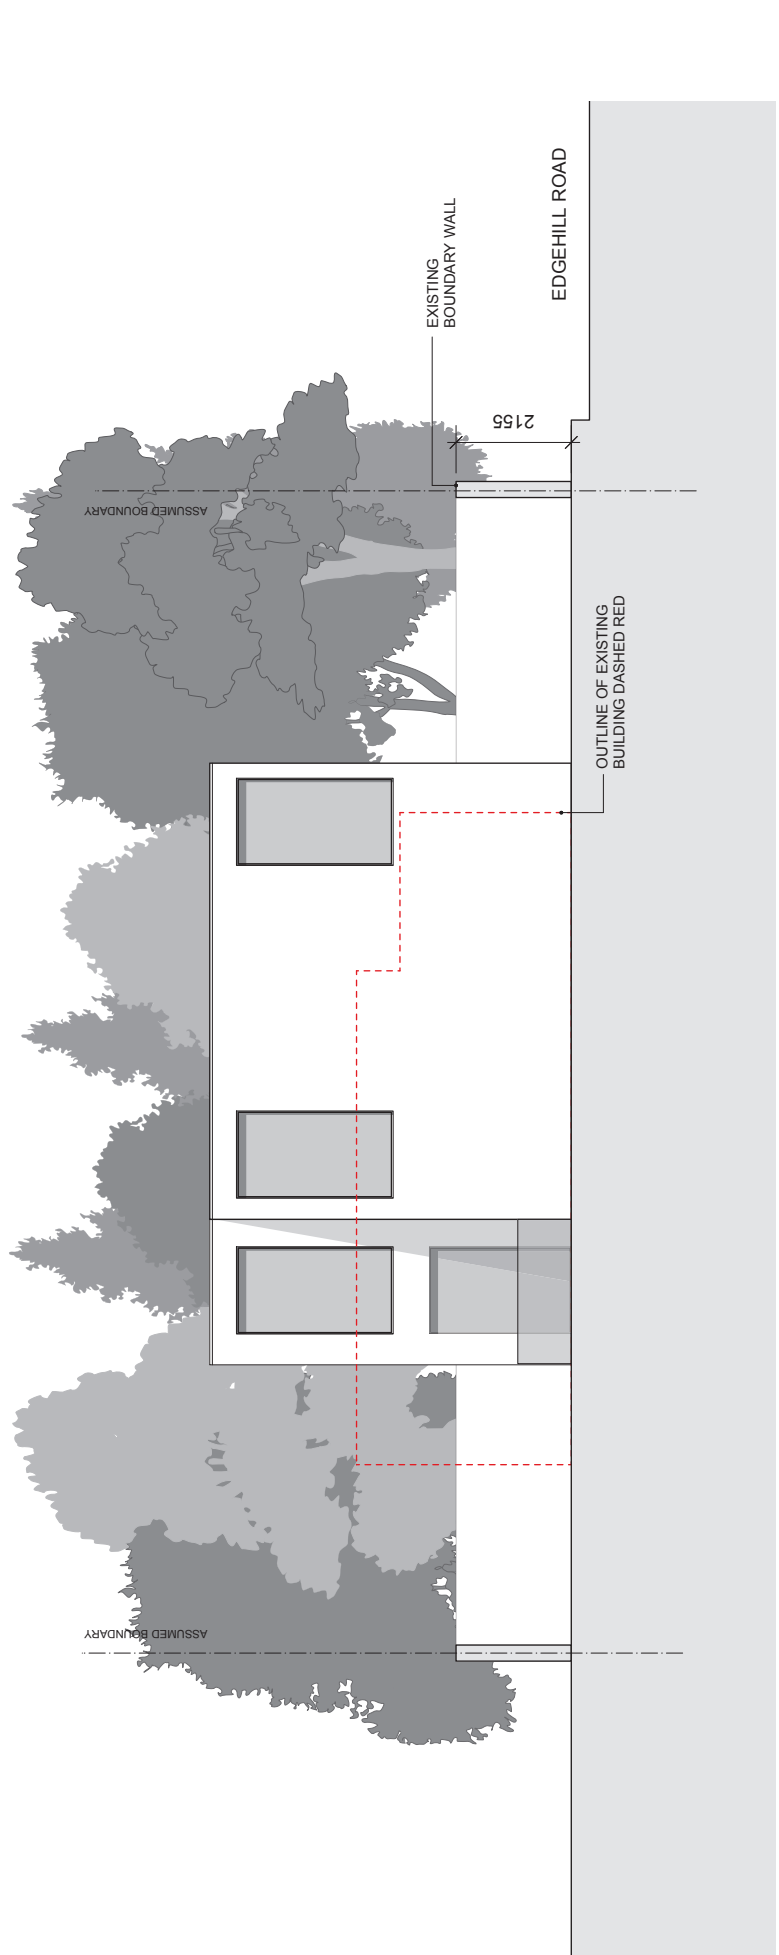 EDGEHILL ROAD
EXISTING
BOUNDARY WALL
2155
ASSUMED BOUNDARY
OUTLINE OF EXISTING
BUILDING DASHED RED
ASSUMED BOUNDARY